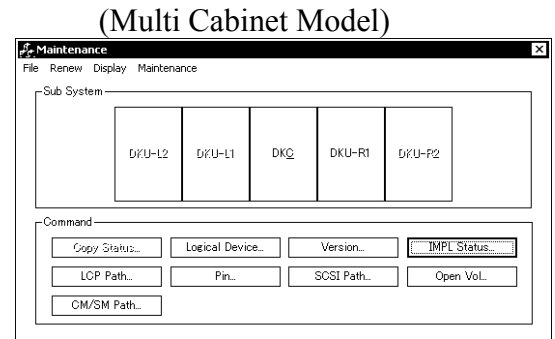 (Multi Cabinet Model)
Maintenance
File Renew Display Maintenance
Sub System
DKU-L2 DKU-L1 DKC DKU-R1 DKU-R2
Command
Copy Status... Logical Device... Version... IMPL Status...
LCP Path... Pin... SCSI Path... Open Vol...
CM/SM Path...